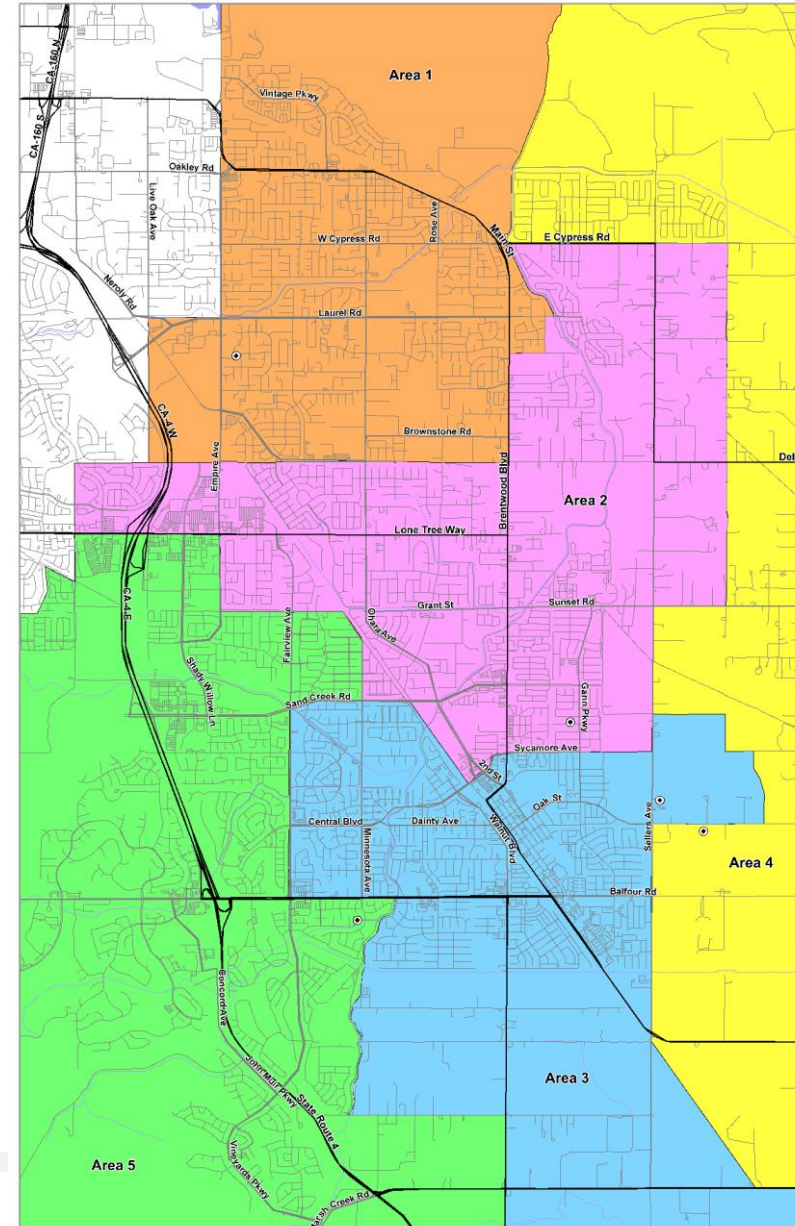 CA-160 N
Area 1
Vintage Pkwy
CA-160 S
Oakley Rd
Live Oak Ave
W Cypress Rd
Rose Ave
Main St
E Cypress Rd
Neroly Rd
Laurel Rd
CA-4 W
Brownstone Rd
Empire Ave
Brentwood Blvd
Del
Area 2
Lone Tree Way
CA-4 E
Grant St
Sunset Rd
Fairview Ave
Ohara Ave
Shady Willow Ln
Sand Creek Rd
Gann Pkwy
Sycamore Ave
2nd St
Oak St
Central Blvd
Dainty Ave
Walnut Blvd
Minnesota Ave
Sellers Ave
Area 4
Balfour Rd
Concord Ave
John Muir Pkwy
State Route 4
Area 3
Area 5
Vineyards Pkwy
Marsh Creek Rd